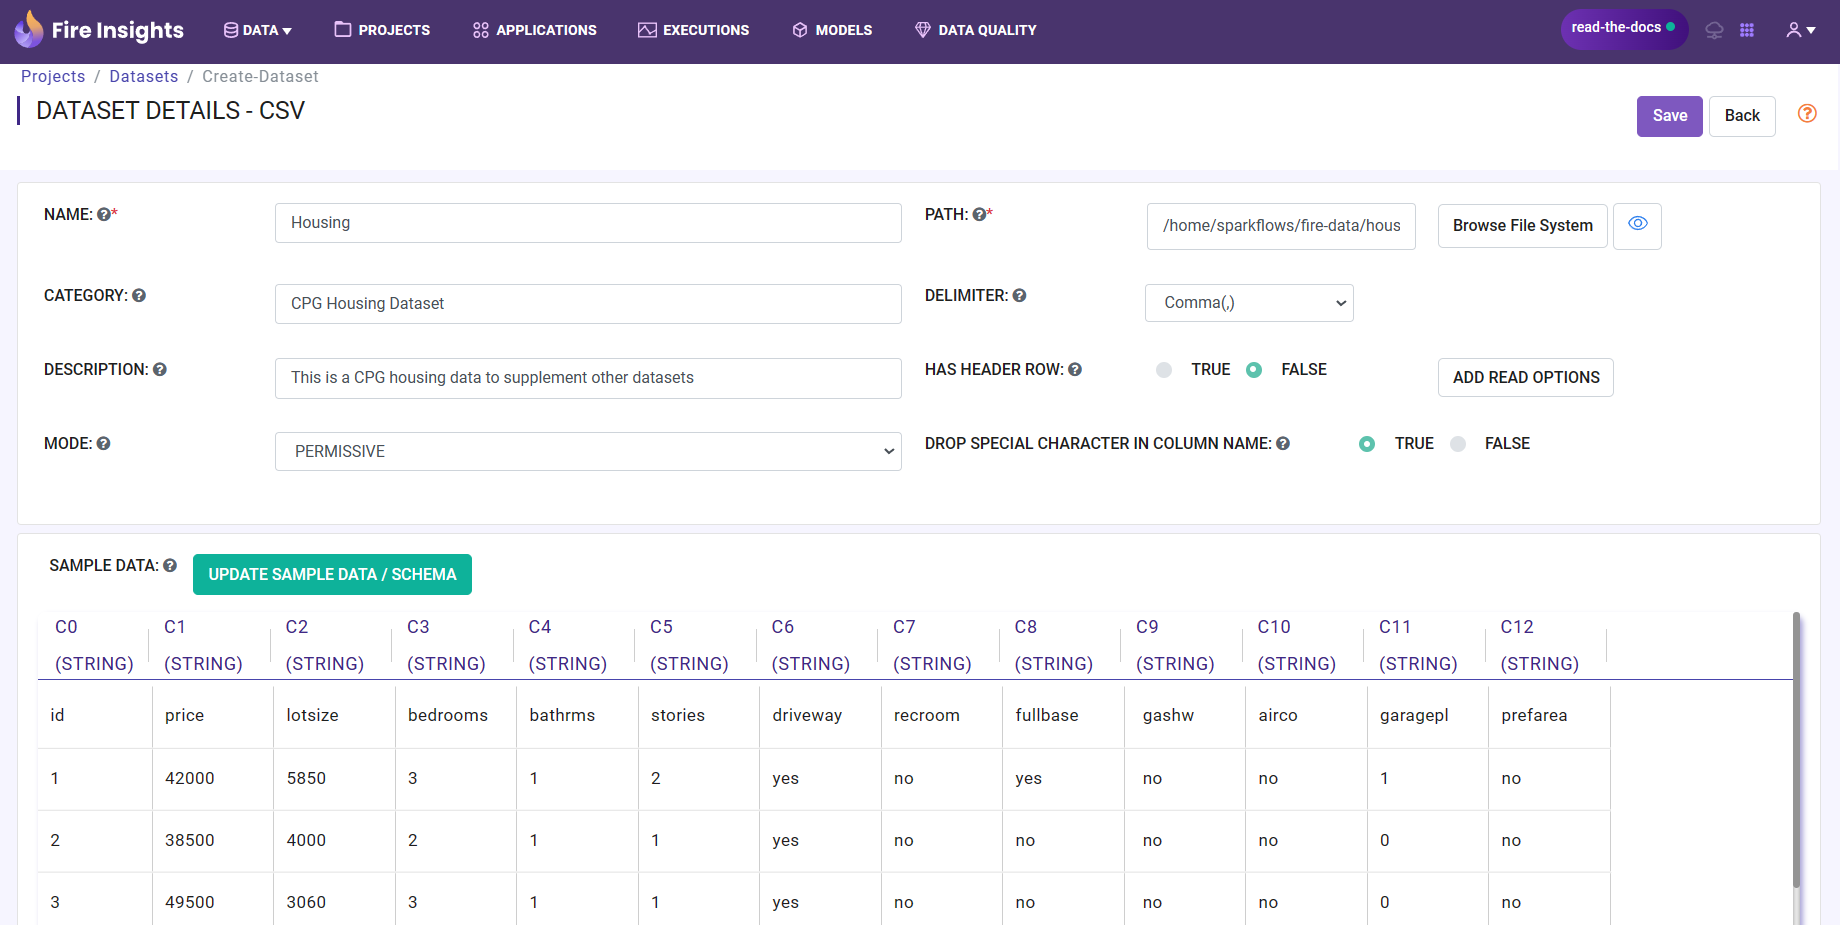 Fire Insights DATA PROJECTS APPLICATIONS EXECUTIONS MODELS DATA QUALITY read-the-docs
Projects / Datasets / Create-Dataset
DATASET DETAILS - CSV
Save Back
NAME: * Housing PATH: * /home/sparkflows/fire-data/hous Browse File System
CATEGORY: CPG Housing Dataset DELIMITER: Comma(,)
DESCRIPTION: This is a CPG housing data to supplement other datasets HAS HEADER ROW: TRUE FALSE ADD READ OPTIONS
MODE: PERMISSIVE DROP SPECIAL CHARACTER IN COLUMN NAME: TRUE FALSE
SAMPLE DATA: UPDATE SAMPLE DATA / SCHEMA
C0 C1 C2 C3 C4 C5 C6 C7 C8 C9 C10 C11 C12
(STRING) (STRING) (STRING) (STRING) (STRING) (STRING) (STRING) (STRING) (STRING) (STRING) (STRING) (STRING) (STRING)
id price lotsize bedrooms bathrms stories driveway recroom fullbase gashw airco garagepl prefarea
1 42000 5850 3 1 2 yes no yes no no 1 no
2 38500 4000 2 1 1 yes no no no no 0 no
3 49500 3060 3 1 1 yes no no no no 0 no